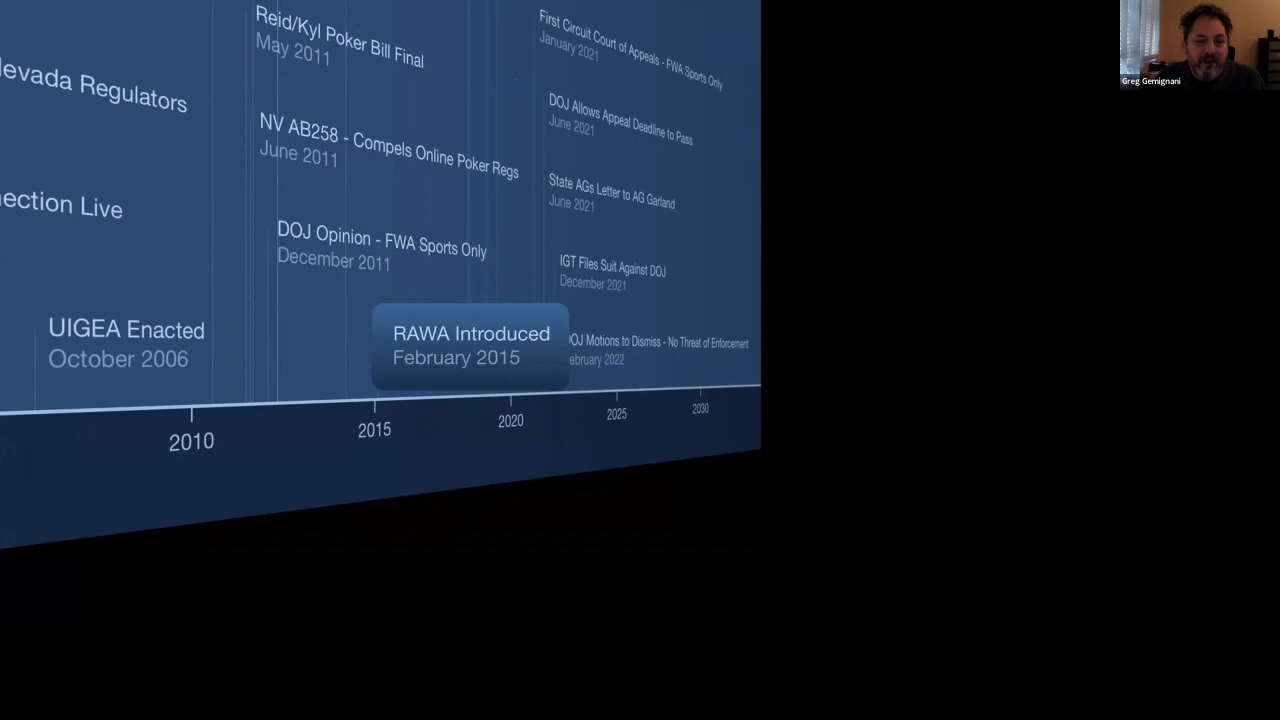 Nevada Regulators
nection Live
UIGEA Enacted
October 2006
Reid/Kyl Poker Bill Final
May 2011
NV AB258 - Compels Online Poker Regs
June 2011
DOJ Opinion - FWA Sports Only
December 2011
RAWA Introduced
February 2015
First Circuit Court of Appeals - FWA Sports Only
January 2021
DOJ Allows Appeal Deadline to Pass
June 2021
State AGs Letter to AG Garland
June 2021
IGT Files Suit Against DOJ
December 2021
DOJ Motions to Dismiss - No Threat of Enforcement
February 2022
2010
2015
2020
2025
2030
Greg Gemignani